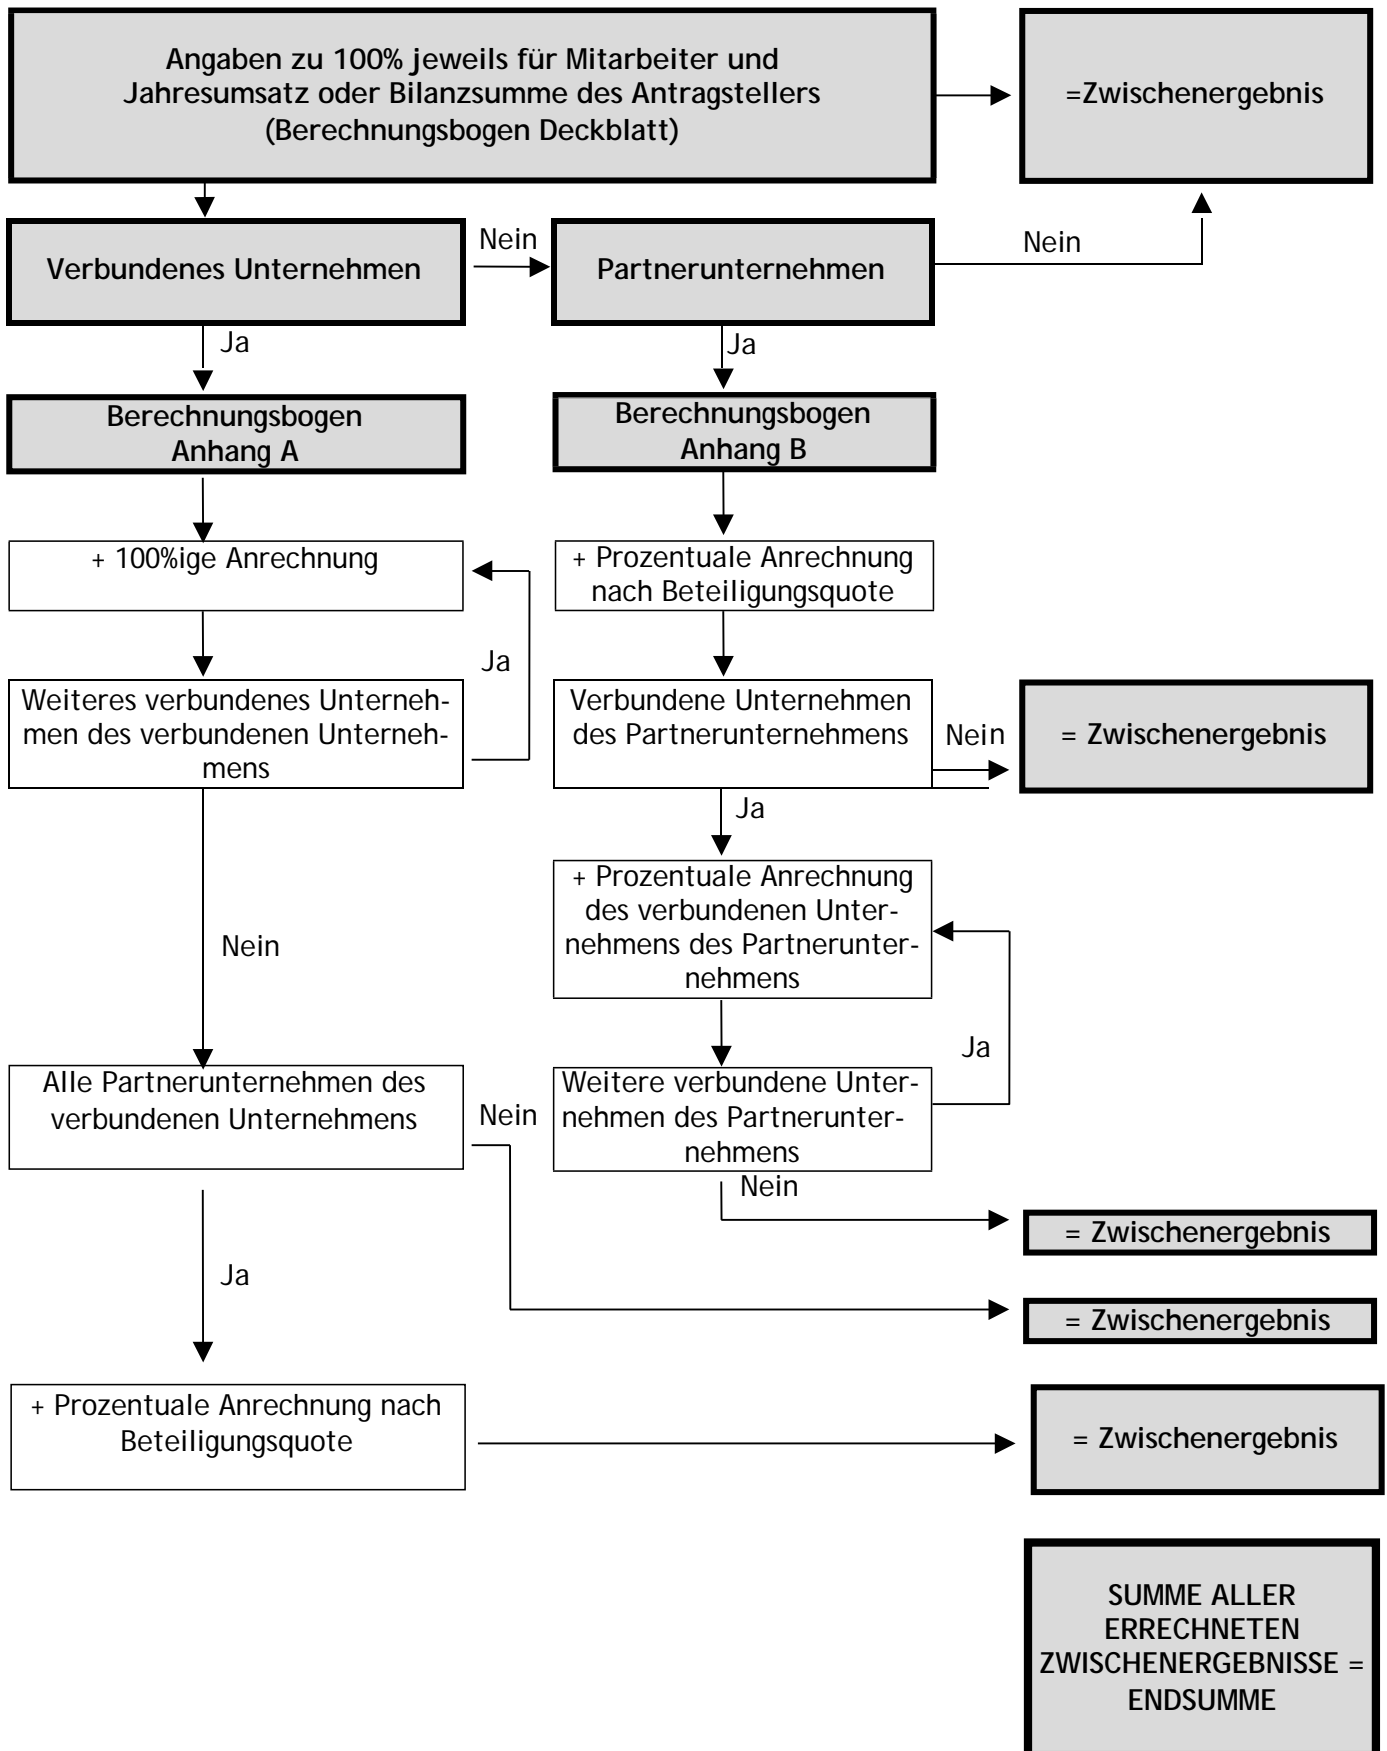 Angaben zu 100% jeweils für Mitarbeiter und
Jahresumsatz oder Bilanzsumme des Antragstellers
(Berechnungsbogen Deckblatt)
=Zwischenergebnis
Verbundenes Unternehmen
Nein
Partnerunternehmen
Nein
Ja
Ja
Berechnungsbogen
Anhang A
Berechnungsbogen
Anhang B
+ 100%ige Anrechnung
+ Prozentuale Anrechnung
nach Beteiligungsquote
Ja
Weiteres verbundenes Unterneh-
men des verbundenen Unterneh-
mens
Verbundene Unternehmen
des Partnerunternehmens
Nein
= Zwischenergebnis
Ja
+ Prozentuale Anrechnung
des verbundenen Unter-
nehmens des Partnerunter-
nehmens
Nein
Ja
Alle Partnerunternehmen des
verbundenen Unternehmens
Nein
Weitere verbundene Unter-
nehmen des Partnerunter-
nehmens
Nein
= Zwischenergebnis
Ja
= Zwischenergebnis
+ Prozentuale Anrechnung nach
Beteiligungsquote
= Zwischenergebnis
SUMME ALLER
ERRECHNETEN
ZWISCHENERGEBNISSE =
ENDSUMME